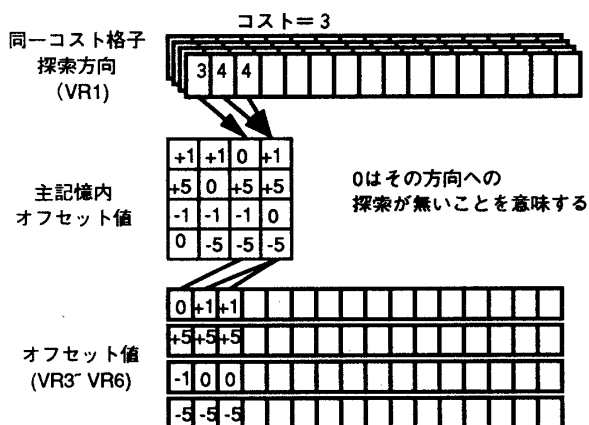 コスト＝3
同一コスト格子
探索方向
（VR1）
3 4 4
+1 +1 0 +1
+5 0 +5 +5
-1 -1 -1 0
0 -5 -5 -5
主記憶内
オフセット値
0はその方向への
探索が無いことを意味する
0 +1 +1
+5 +5 +5
-1 0 0
-5 -5 -5
オフセット値
(VR3~ VR6)